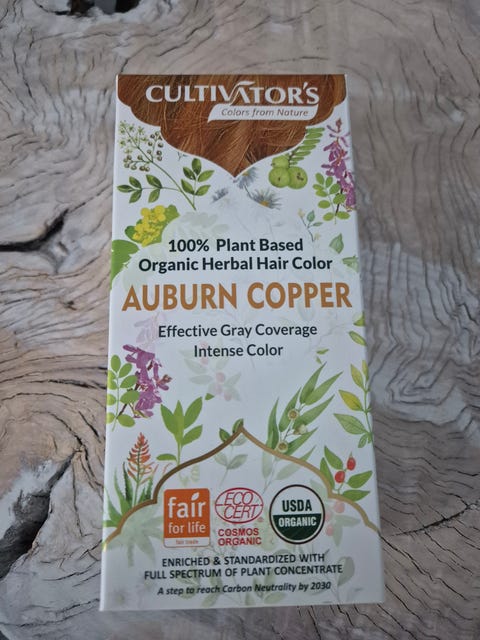 CULTIVATOR'S
Colors from Nature
100% Plant Based
Organic Herbal Hair Color
AUBURN COPPER
Effective Gray Coverage
Intense Color
fair
for life
fair trade
ECO
CERT
COSMOS
ORGANIC
USDA
ORGANIC
ENRICHED & STANDARDIZED WITH
FULL SPECTRUM OF PLANT CONCENTRATE
A step to reach Carbon Neutrality by 2030